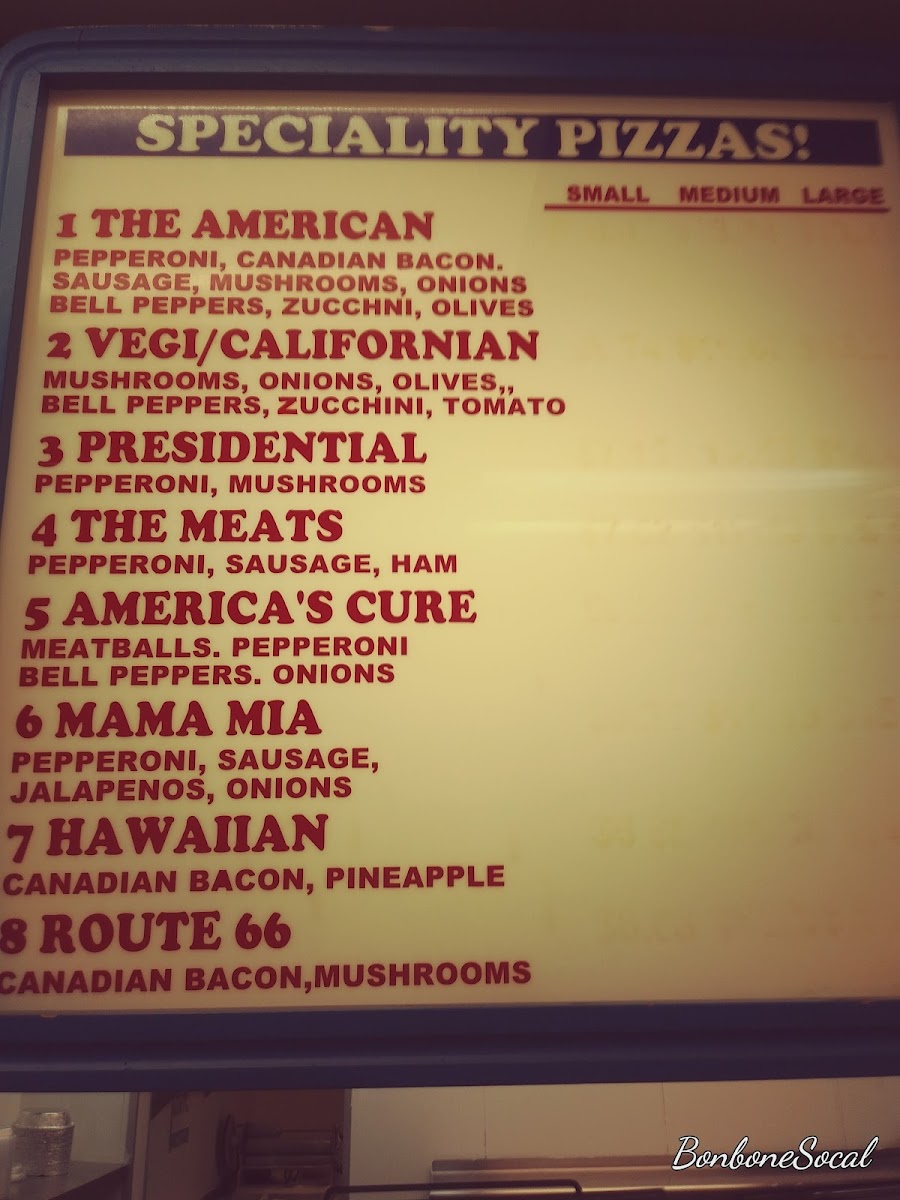 SPECIALITY PIZZAS!
SMALL MEDIUM LARGE
1 THE AMERICAN
PEPPERONI, CANADIAN BACON.
SAUSAGE, MUSHROOMS, ONIONS
BELL PEPPERS, ZUCCHNI, OLIVES
2 VEGI/CALIFORNIAN
MUSHROOMS, ONIONS, OLIVES,,
BELL PEPPERS, ZUCCHINI, TOMATO
3 PRESIDENTIAL
PEPPERONI, MUSHROOMS
4 THE MEATS
PEPPERONI, SAUSAGE, HAM
5 AMERICA'S CURE
MEATBALLS. PEPPERONI
BELL PEPPERS. ONIONS
6 MAMA MIA
PEPPERONI, SAUSAGE,
JALAPENOS, ONIONS
7 HAWAIIAN
CANADIAN BACON, PINEAPPLE
8 ROUTE 66
CANADIAN BACON,MUSHROOMS
BonboneSocal